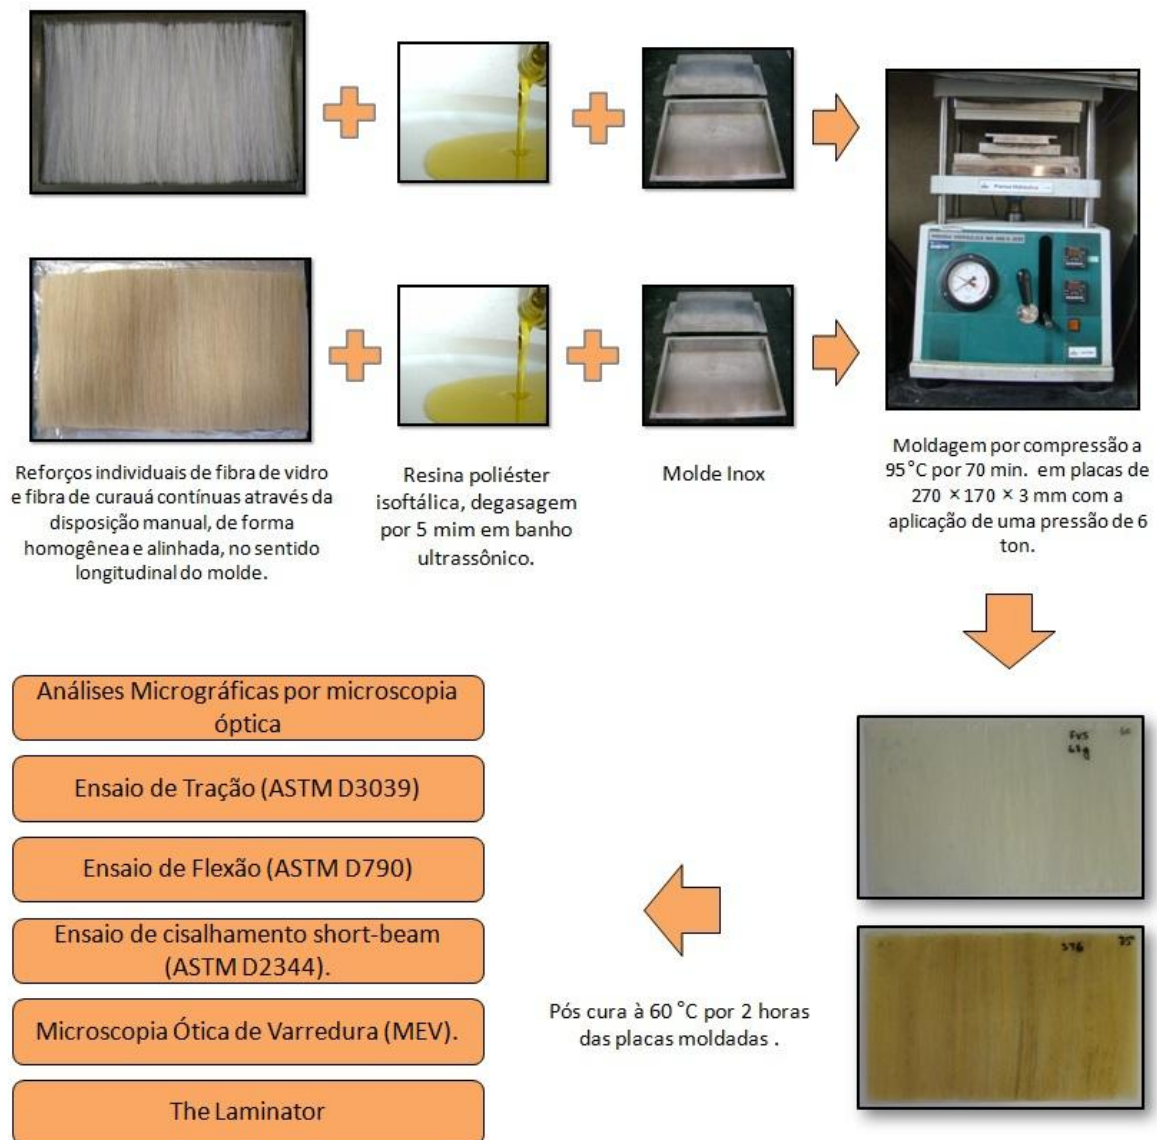 Prensa Hidráulica
Reforços individuais de fibra de vidro
e fibra de curauá contínuas através da
disposição manual, de forma
homogênea e alinhada, no sentido
longitudinal do molde.
Resina poliéster
isoftálica, degasagem
por 5 mim em banho
ultrassônico.
Molde Inox
Moldagem por compressão a
95°C por 70 min. em placas de
270 × 170 × 3 mm com a
aplicação de uma pressão de 6
ton.
Análises Micrográficas por microscopia
óptica
Ensaio de Tração (ASTM D3039)
Ensaio de Flexão (ASTM D790)
Ensaio de cisalhamento short-beam
(ASTM D2344).
Microscopia Ótica de Varredura (MEV).
The Laminator
Pós cura à 60 °C por 2 horas
das placas moldadas .